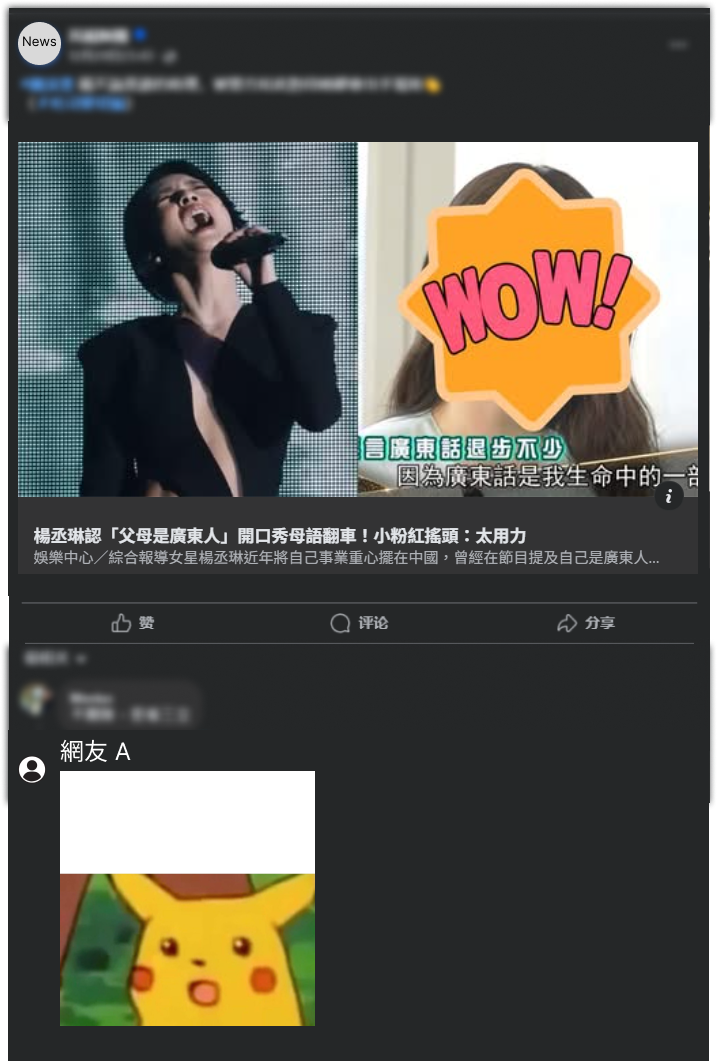 News
WOW!
言廣東話退步不少
因為廣東話是我生命中的一部
楊丞琳認「父母是廣東人」開口秀母語翻車！小粉紅搖頭：太用力
娛樂中心／綜合報導女星楊丞琳近年將自己事業重心擺在中國，曾經在節目提及自己是廣東人...
赞
评论
分享
網友 A